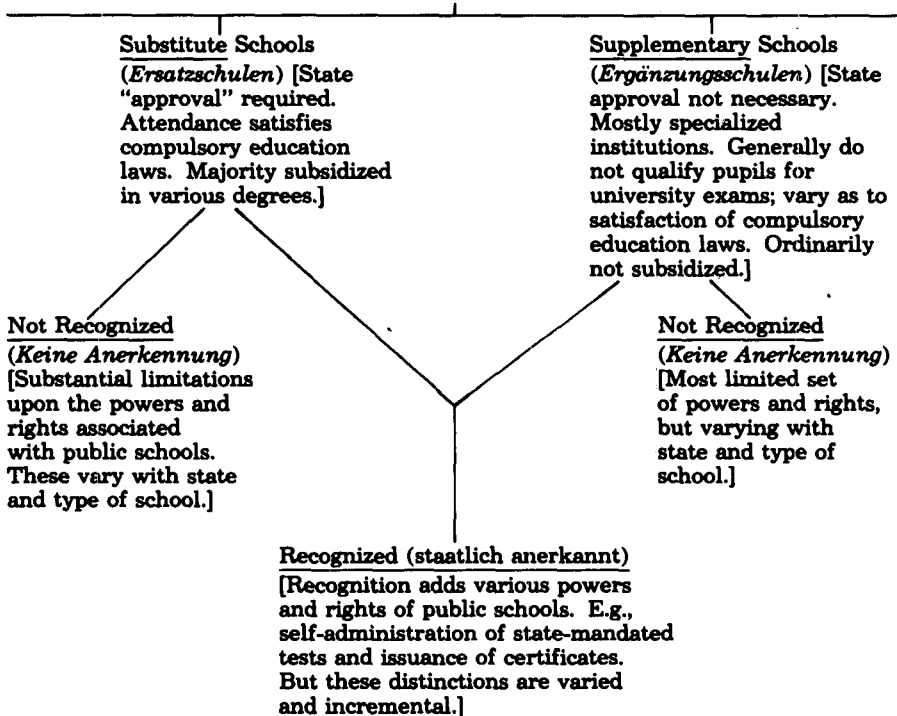 Substitute Schools
(Ersatzschulen) [State
"approval" required.
Attendance satisfies
compulsory education
laws. Majority subsidized
in various degrees.]
Supplementary Schools
(Ergänzungsschulen) [State
approval not necessary.
Mostly specialized
institutions. Generally do
not qualify pupils for
university exams; vary as to
satisfaction of compulsory
education laws. Ordinarily
not subsidized.]
Not Recognized
(Keine Anerkennung)
[Substantial limitations
upon the powers and
rights associated
with public schools.
These vary with state
and type of school.]
Not Recognized
(Keine Anerkennung)
[Most limited set
of powers and rights,
but varying with
state and type of
school.]
Recognized (staatlich anerkannt)
[Recognition adds various powers
and rights of public schools. E.g.,
self-administration of state-mandated
tests and issuance of certificates.
But these distinctions are varied
and incremental.]